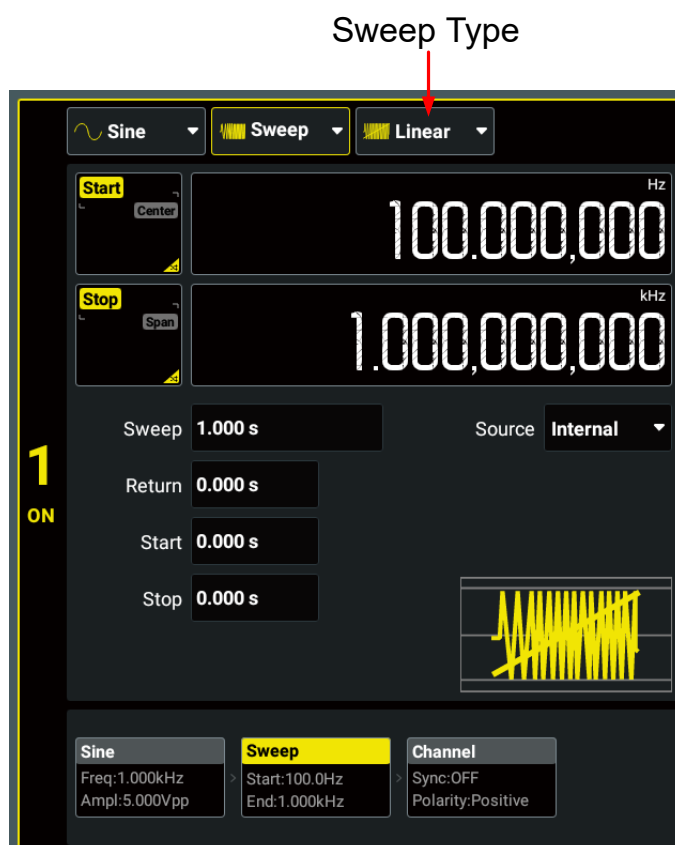 Sweep Type
Sine Sweep Linear
Start Hz
Center 100.000,000
Stop kHz
Span 1.000,000,000
Sweep 1.000 s Source Internal
1
Return 0.000 s
ON
Start 0.000 s
Stop 0.000 s
Sine Sweep Channel
Freq:1.000kHz > Start:100.0Hz > Sync:OFF
Ampl:5.000Vpp End:1.000kHz Polarity:Positive